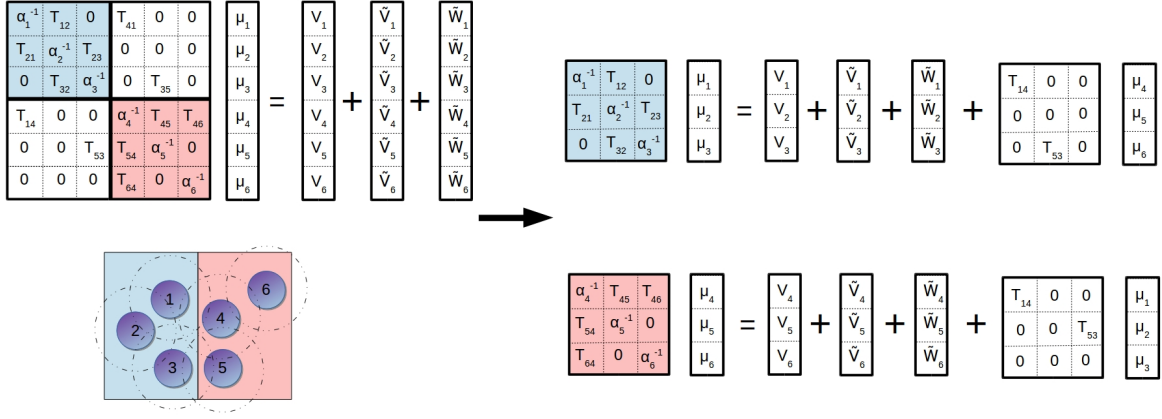 α₁⁻¹ T₁₂ 0 T₄₁ 0 0 μ₁ V₁ Ṽ₁ W̃₁
T₂₁ α₂⁻¹ T₂₃ 0 0 0 μ₂ V₂ Ṽ₂ W̃₂
0 T₃₂ α₃⁻¹ 0 T₃₅ 0 μ₃ = V₃ + Ṽ₃ + W̃₃
T₁₄ 0 0 α₄⁻¹ T₄₅ T₄₆ μ₄ V₄ Ṽ₄ W̃₄
0 0 T₅₃ T₅₄ α₅⁻¹ 0 μ₅ V₅ Ṽ₅ W̃₅
0 0 0 T₆₄ 0 α₆⁻¹ μ₆ V₆ Ṽ₆ W̃₆
1
2
3
4
5
6
α₁⁻¹ T₁₂ 0 μ₁ V₁ Ṽ₁ W̃₁ T₁₄ 0 0 μ₄
T₂₁ α₂⁻¹ T₂₃ μ₂ = V₂ + Ṽ₂ + W̃₂ + 0 0 0 μ₅
0 T₃₂ α₃⁻¹ μ₃ V₃ Ṽ₃ W̃₃ 0 T₅₃ 0 μ₆
α₄⁻¹ T₄₅ T₄₆ μ₄ V₄ Ṽ₄ W̃₄ T₁₄ 0 0 μ₁
T₅₄ α₅⁻¹ 0 μ₅ = V₅ + Ṽ₅ + W̃₅ + 0 0 T₅₃ μ₂
T₆₄ 0 α₆⁻¹ μ₆ V₆ Ṽ₆ W̃₆ 0 0 0 μ₃